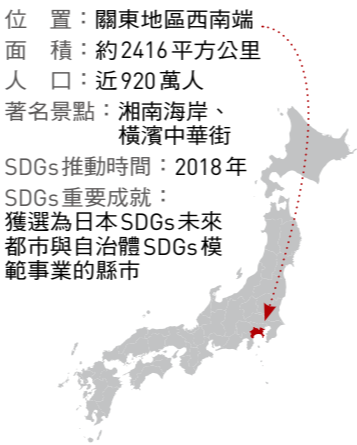 位　置：關東地區西南端
面　積：約2416平方公里
人　口：近920萬人
著名景點：湘南海岸、
橫濱中華街
SDGs推動時間：2018年
SDGs重要成就：
獲選為日本SDGs未來
都市與自治體SDGs模
範事業的縣市